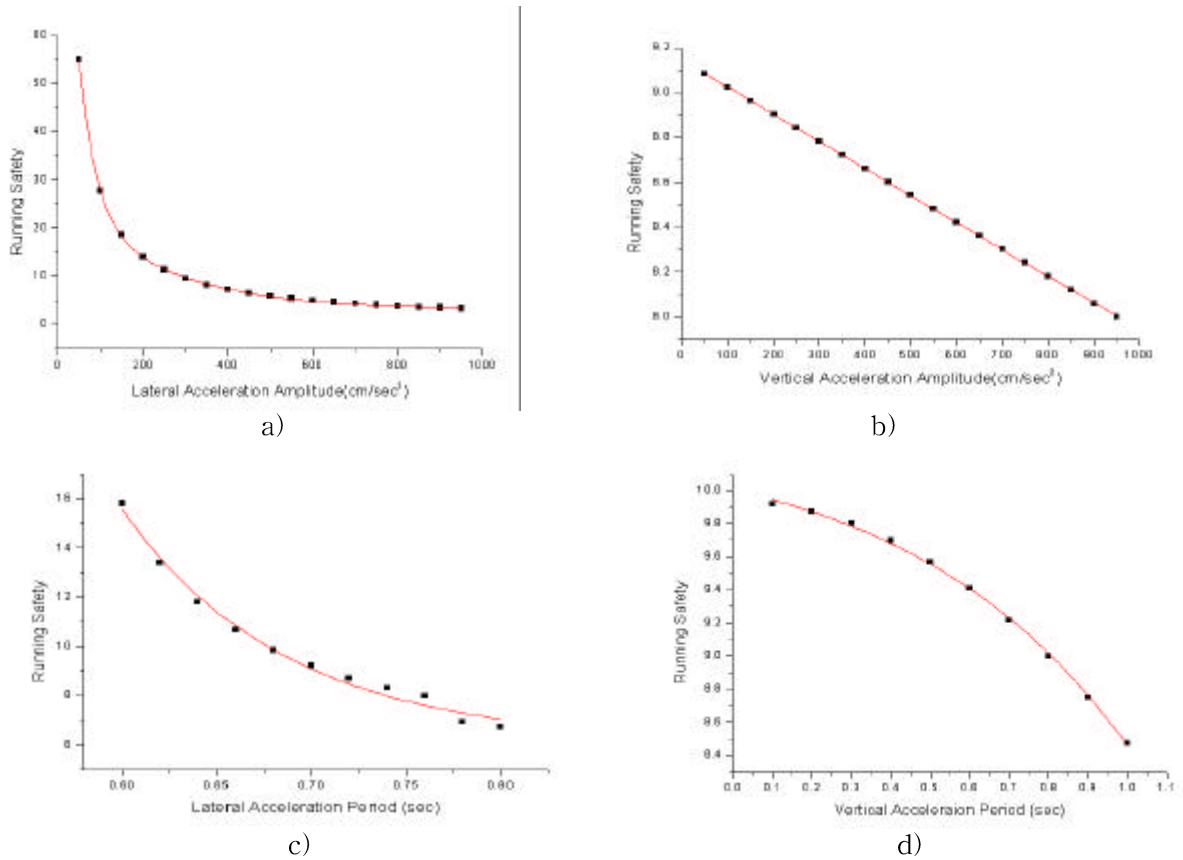 60
50
40
30
20
10
0
Running Safety
0 200 400 600 800 1000
Lateral Acceleration Amplitude(cm/sec²)
a)
9.2
9.0
8.8
8.6
8.4
8.2
8.0
Running Safety
0 100 200 300 400 500 600 700 800 900 1000
Vertical Acceleration Amplitude(cm/sec²)
b)
16
14
12
10
8
6
Running Safety
0.60 0.65 0.70 0.75 0.80
Lateral Acceleration Period (sec)
c)
10.0
9.8
9.6
9.4
9.2
9.0
8.8
8.6
8.4
Running Safety
0.0 0.1 0.2 0.3 0.4 0.5 0.6 0.7 0.8 0.9 1.0 1.1
Vertical Acceleraion Period (sec)
d)